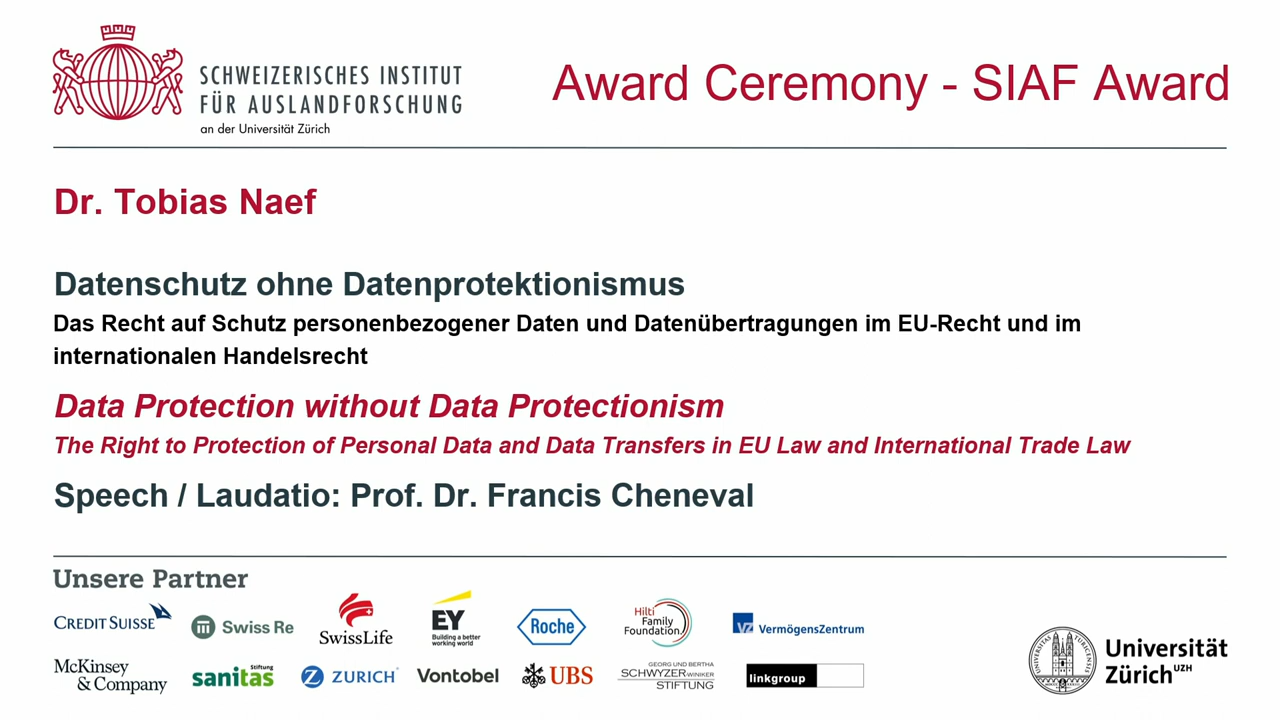 SCHWEIZERISCHES INSTITUT
FÜR AUSLANDFORSCHUNG
an der Universität Zürich
Award Ceremony - SIAF Award
Dr. Tobias Naef
Datenschutz ohne Datenprotektionismus
Das Recht auf Schutz personenbezogener Daten und Datenübertragungen im EU-Recht und im
internationalen Handelsrecht
Data Protection without Data Protectionism
The Right to Protection of Personal Data and Data Transfers in EU Law and International Trade Law
Speech / Laudatio: Prof. Dr. Francis Cheneval
Unsere Partner
CREDIT SUISSE
Swiss Re
SwissLife
EY
Building a better
working world
Roche
Hilti
Family
Foundation
VZ VermögensZentrum
McKinsey
& Company
Stiftung
sanitas
Z ZURICH
Vontobel
UBS
GEORG UND BERTHA
SCHWYZER-WINIKER
STIFTUNG
linkgroup
Universität
Zürich UZH